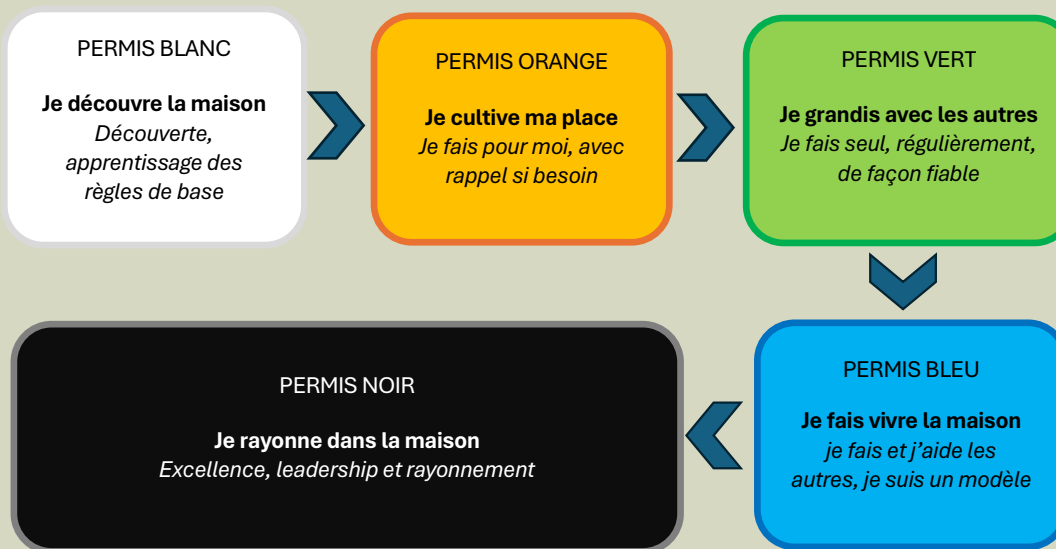 PERMIS BLANC
Je découvre la maison
Découverte,
apprentissage des
règles de base
PERMIS ORANGE
Je cultive ma place
Je fais pour moi, avec
rappel si besoin
PERMIS VERT
Je grandis avec les autres
Je fais seul, régulièrement,
de façon fiable
PERMIS BLEU
Je fais vivre la maison
je fais et j’aide les
autres, je suis un modèle
PERMIS NOIR
Je rayonne dans la maison
Excellence, leadership et rayonnement